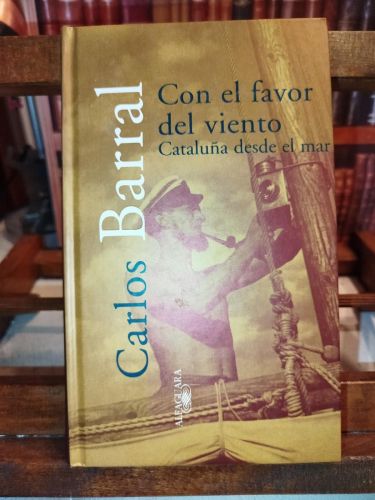 Carlos Barral
Con el favor
del viento
Cataluña desde el mar
ALFAGUARA